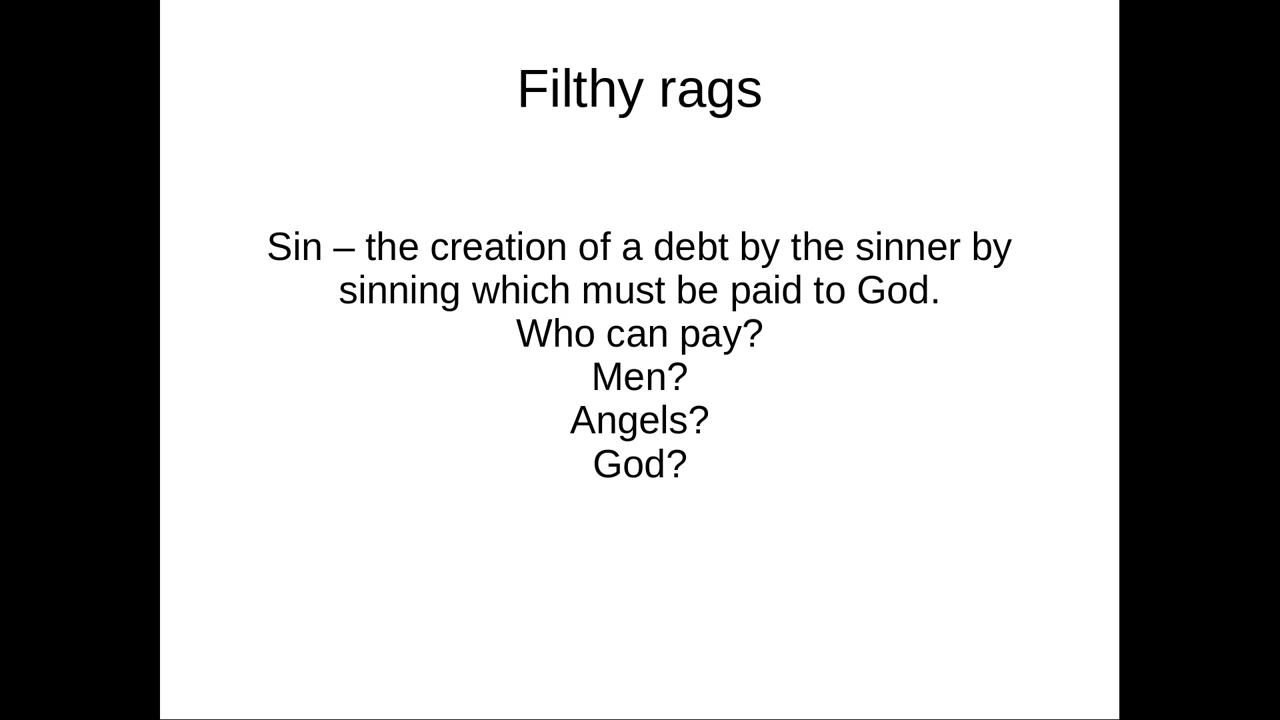 Filthy rags
Sin – the creation of a debt by the sinner by
sinning which must be paid to God.
Who can pay?
Men?
Angels?
God?